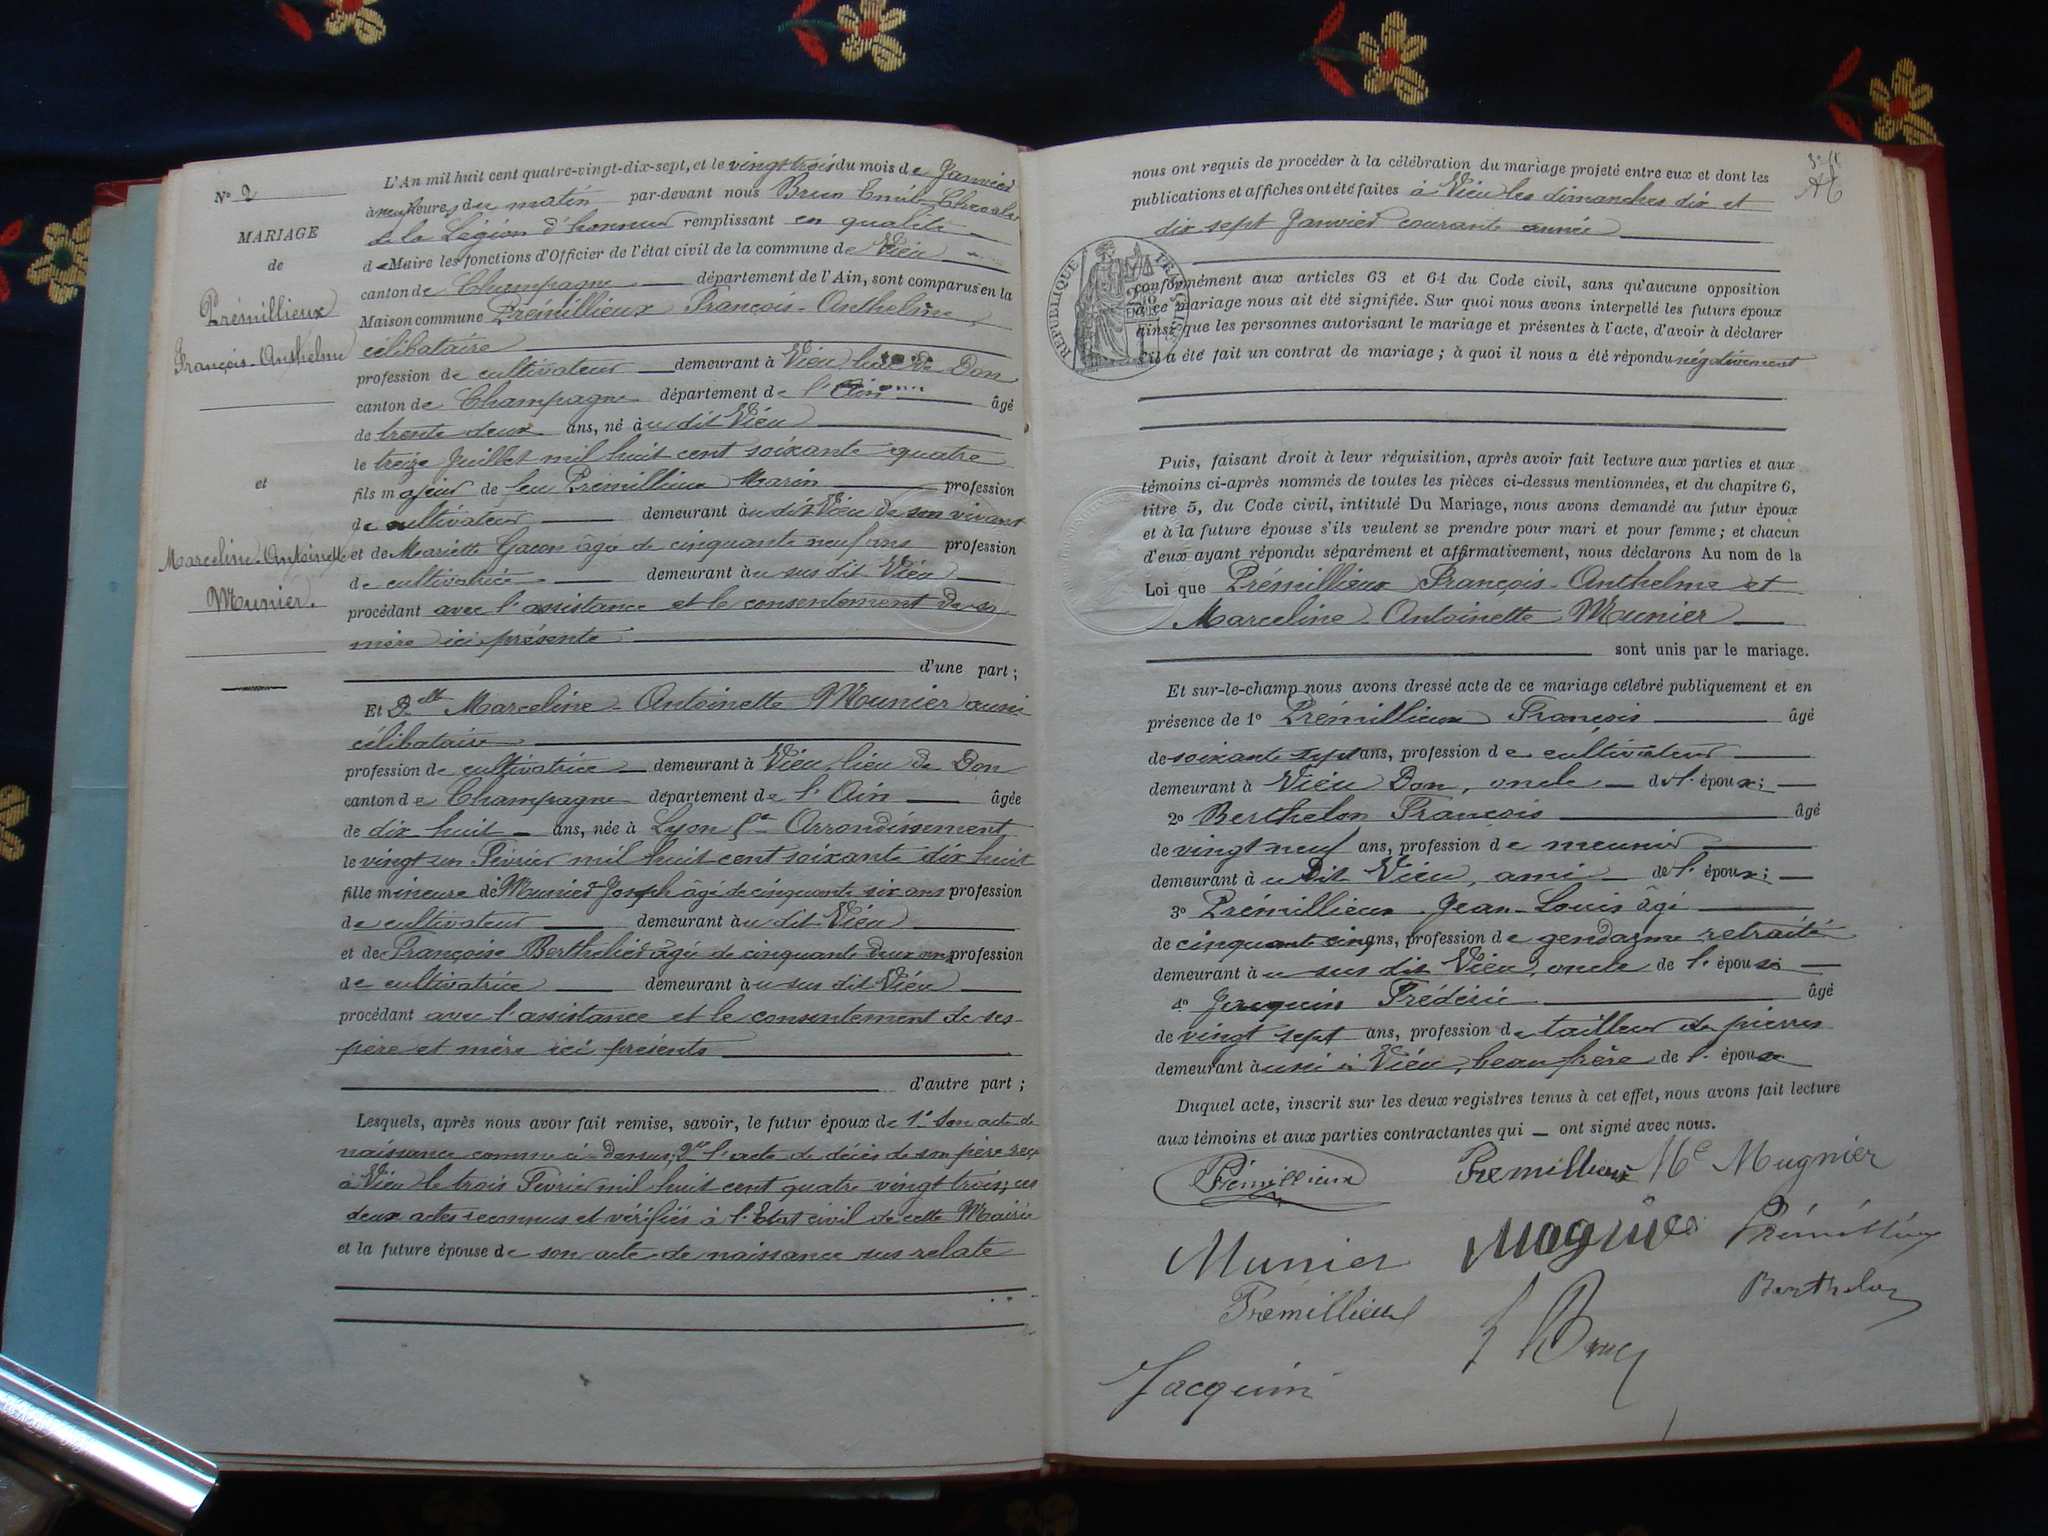 N° 2
MARIAGE
de
Prémillieux
François-Anthelme
et
Marceline-Antoinette
Munier.
L'An mil huit cent quatre-vingt-dix-sept, et le vingt trois du mois de Janvier
à neuf heures du matin par-devant nous Brun Emile, Chevalier
de la Légion d'honneur remplissant en qualité
de Maire les fonctions d'Officier de l'état civil de la commune de Vieu
canton de Champagne département de l'Ain, sont comparus en la
Maison commune Prémillieux François-Anthelme,
célibataire
profession de cultivateur demeurant à Vieu lieu de Don
canton de Champagne département de l'Ain âgé
de trente deux ans, né au dit Vieu
le treize Juillet mil huit cent soixante quatre
fils majeur de feu Prémillieux Marin profession
de cultivateur demeurant au dit Vieu de son vivant
et de Mariette Gacon âgée de cinquante neuf ans profession
de cultivatrice demeurant au sus dit Vieu
procédant avec l'assistance et le consentement de sa
mère ici présente
d'une part ;
Et Delle Marceline-Antoinette Mounier aussi
célibataire
profession de cultivatrice demeurant à Vieu lieu de Don
canton de Champagne département de l'Ain âgée
de dix huit ans, née à Lyon 5e Arrondissement
le vingt un Février mil huit cent soixante dix huit
fille mineure de Munier Joseph âgé de cinquante six ans profession
de cultivateur demeurant au dit Vieu
et de Françoise Berthelier âgée de cinquante deux ans profession
de cultivatrice demeurant au sus dit Vieu
procédant avec l'assistance et le consentement de ses
père et mère ici présents
d'autre part ;
Lesquels, après nous avoir fait remise, savoir, le futur époux de 1° son acte de
naissance comme ci-dessus; 2° l'acte de décès de son père reçu
à Vieu le trois Février mil huit cent quatre vingt trois; ces
deux actes reconnus et vérifiés à l'Etat civil de cette Mairie
et la future épouse de son acte de naissance sus relaté
nous ont requis de procéder à la célébration du mariage projeté entre eux et dont les
publications et affiches ont été faites à Vieu les dimanches dix et
dix sept Janvier courante année
RÉPUBLIQUE FRANÇAISE
conformément aux articles 63 et 64 du Code civil, sans qu'aucune opposition
à ce mariage nous ait été signifiée. Sur quoi nous avons interpellé les futurs époux
ainsi que les personnes autorisant le mariage et présentes à l'acte, d'avoir à déclarer
s'il a été fait un contrat de mariage ; à quoi il nous a été répondu négativement
Puis, faisant droit à leur réquisition, après avoir fait lecture aux parties et aux
témoins ci-après nommés de toutes les pièces ci-dessus mentionnées, et du chapitre 6,
titre 5, du Code civil, intitulé Du Mariage, nous avons demandé au futur époux
et à la future épouse s'ils veulent se prendre pour mari et pour femme ; et chacun
d'eux ayant répondu séparément et affirmativement, nous déclarons Au nom de la
Loi que Prémillieux François-Anthelme et
Marceline Antoinette Mounier
sont unis par le mariage.
Et sur-le-champ nous avons dressé acte de ce mariage célébré publiquement et en
présence de 1° Prémillieux François âgé
de soixante sept ans, profession de cultivateur
demeurant à Vieu Don, oncle de l'époux ;
2° Berthelon François âgé
de vingt neuf ans, profession de meunier
demeurant au dit Vieu, ami de l'époux ;
3° Prémillieux Jean-Louis âgé
de cinquante cinq ans, profession de gendarme retraité
demeurant au sus dit Vieu, oncle de l'époux
4° Jacquin Frédéric âgé
de vingt sept ans, profession de tailleur de pierres
demeurant aussi à Vieu, beau frère de l'époux
Duquel acte, inscrit sur les deux registres tenus à cet effet, nous avons fait lecture
aux témoins et aux parties contractantes qui ont signé avec nous.
Prémillieux Premillieux Me Mugnier
Munier Mognier Prémillieux
Premillieux E Brun Berthelon
Jacquin